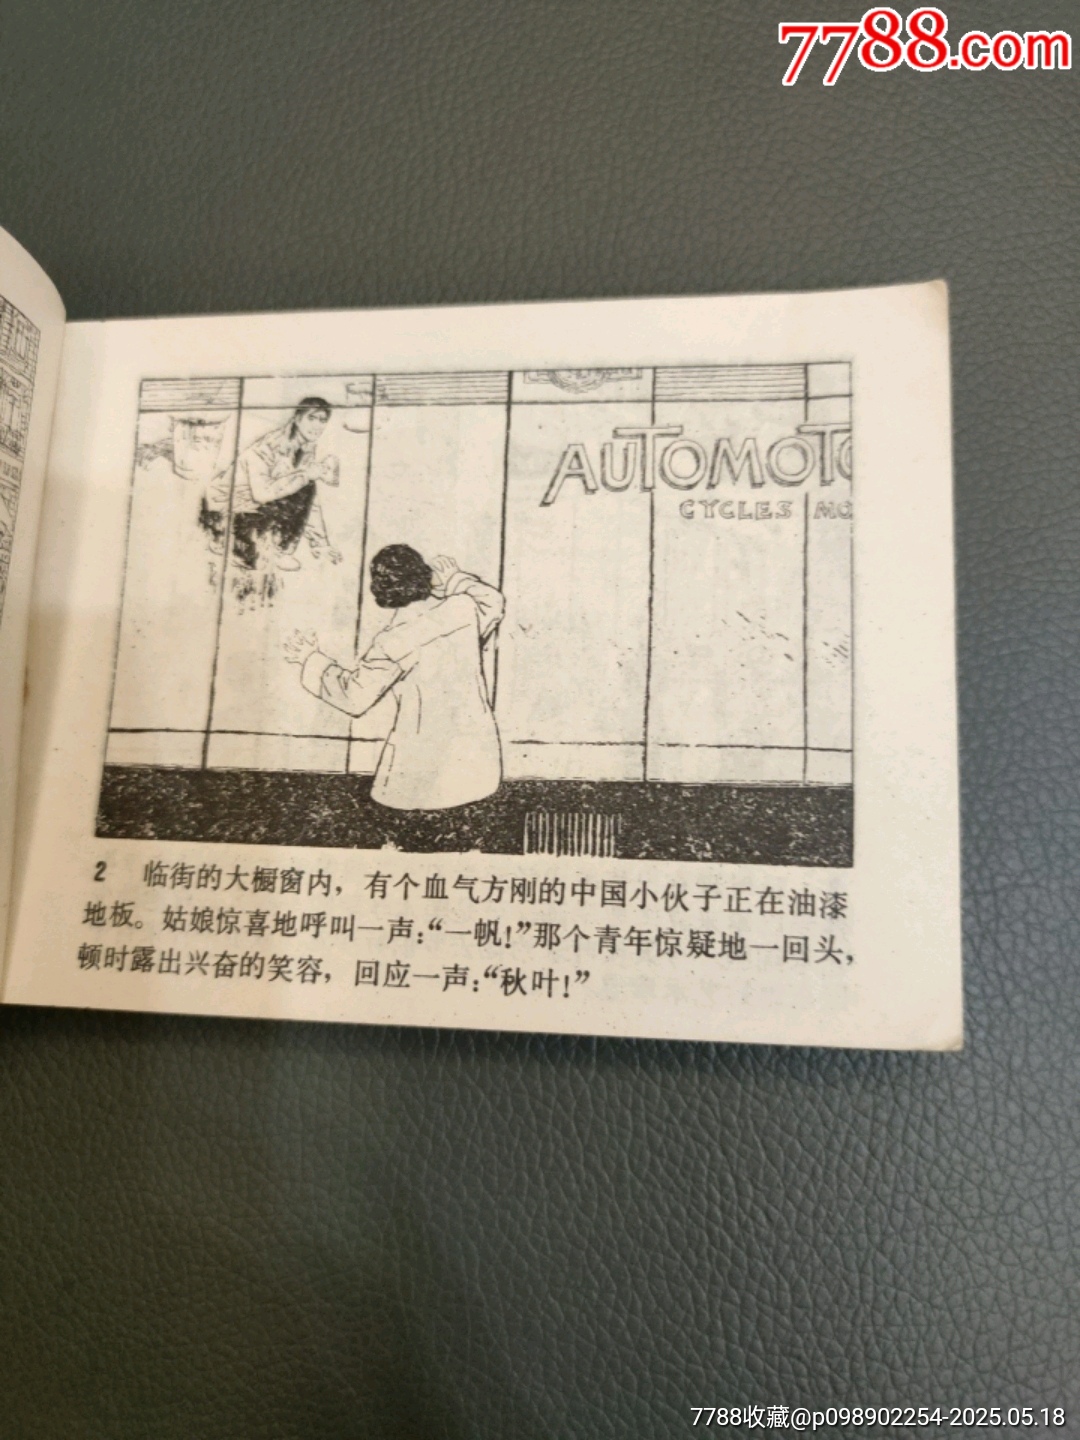 7788.com
AUTOMOTO
CYCLES MO
2 临街的大橱窗内，有个血气方刚的中国小伙子正在油漆
地板。姑娘惊喜地呼叫一声：“一帆！”那个青年惊疑地一回头，
顿时露出兴奋的笑容，回应一声：“秋叶！”
7788收藏@p098902254-2025.05.18